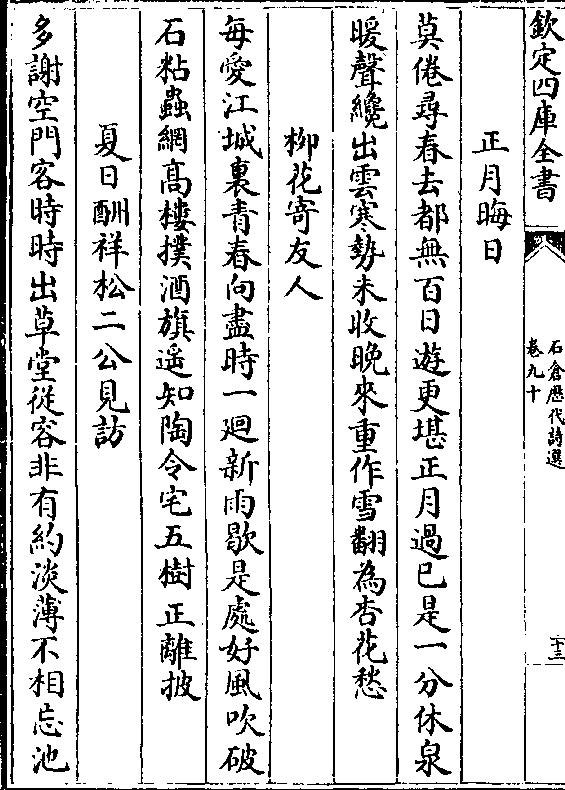 欽定四庫全書
石倉歷代詩選
卷九十
十三
正月晦日
莫倦尋春去都無百日遊更堪正月過已是一分休泉
暖聲纔出雲寒勢未收晚來重作雪翻為杏花愁
栁花寄友人
每愛江城裏青春向盡時一廻新雨歇是處好風吹破
石粘蟲網高樓撲酒旗遥知陶令宅五樹正離披
夏日酬祥松二公見訪
多謝空門客時時出草堂從容非有約淡薄不相忘池